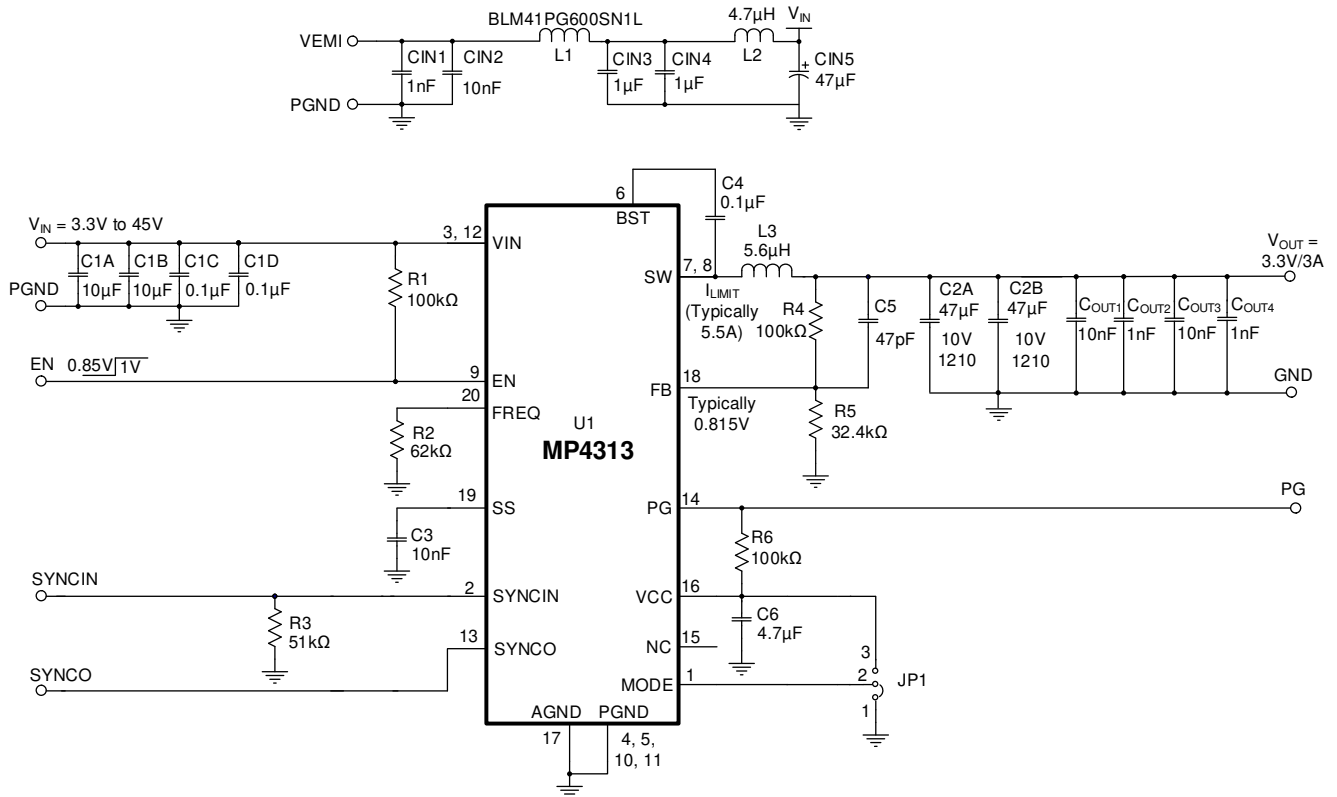 BLM41PG600SN1L
4.7µH
VIN
VEMI
L1
L2
CIN1
1nF
CIN2
10nF
CIN3
1µF
CIN4
1µF
+
CIN5
47µF
PGND
VIN = 3.3V to 45V
C1A
10µF
C1B
10µF
C1C
0.1µF
C1D
0.1µF
PGND
R1
100kΩ
EN
0.85V
1V
R2
62kΩ
C3
10nF
SYNCIN
R3
51kΩ
SYNCO
3, 12
VIN
9
EN
20
FREQ
19
SS
2
SYNCIN
13
SYNCO
6
BST
U1
MP4313
SW
7, 8
FB
18
PG
14
VCC
16
NC
15
MODE
1
AGND
PGND
17
4, 5,
10, 11
C4
0.1µF
L3
5.6µH
ILIMIT
(Typically
5.5A)
R4
100kΩ
C5
47pF
C2A
47µF
10V
1210
C2B
47µF
10V
1210
COUT1
10nF
COUT2
1nF
COUT3
10nF
COUT4
1nF
VOUT =
3.3V/3A
GND
Typically
0.815V
R5
32.4kΩ
PG
R6
100kΩ
C6
4.7µF
3
2
1
JP1